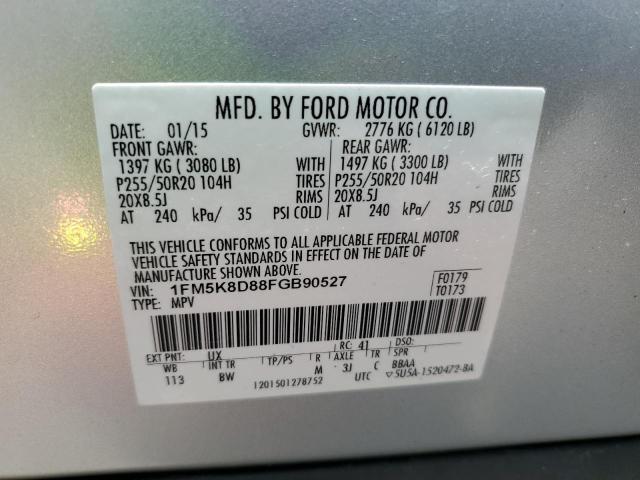 MFD. BY FORD MOTOR CO.
DATE: 01/15 GVWR: 2776 KG ( 6120 LB)
FRONT GAWR: REAR GAWR:
1397 KG ( 3080 LB) WITH 1497 KG ( 3300 LB) WITH
P255/50R20 104H TIRES P255/50R20 104H TIRES
20X8.5J RIMS 20X8.5J RIMS
AT 240 kPa/ 35 PSI COLD AT 240 kPa/ 35 PSI COLD
THIS VEHICLE CONFORMS TO ALL APPLICABLE FEDERAL MOTOR
VEHICLE SAFETY STANDARDS IN EFFECT ON THE DATE OF
MANUFACTURE SHOWN ABOVE.
VIN: 1FM5K8D88FGB90527 F0179
TYPE: MPV T0173
EXT PNT: UX RC: 41 DSO:
WB INT TR TP/PS R AXLE TR SPR
113 BW M 3J C BBAA
1201501278752 UTC ▽5U5A-1520472-BA